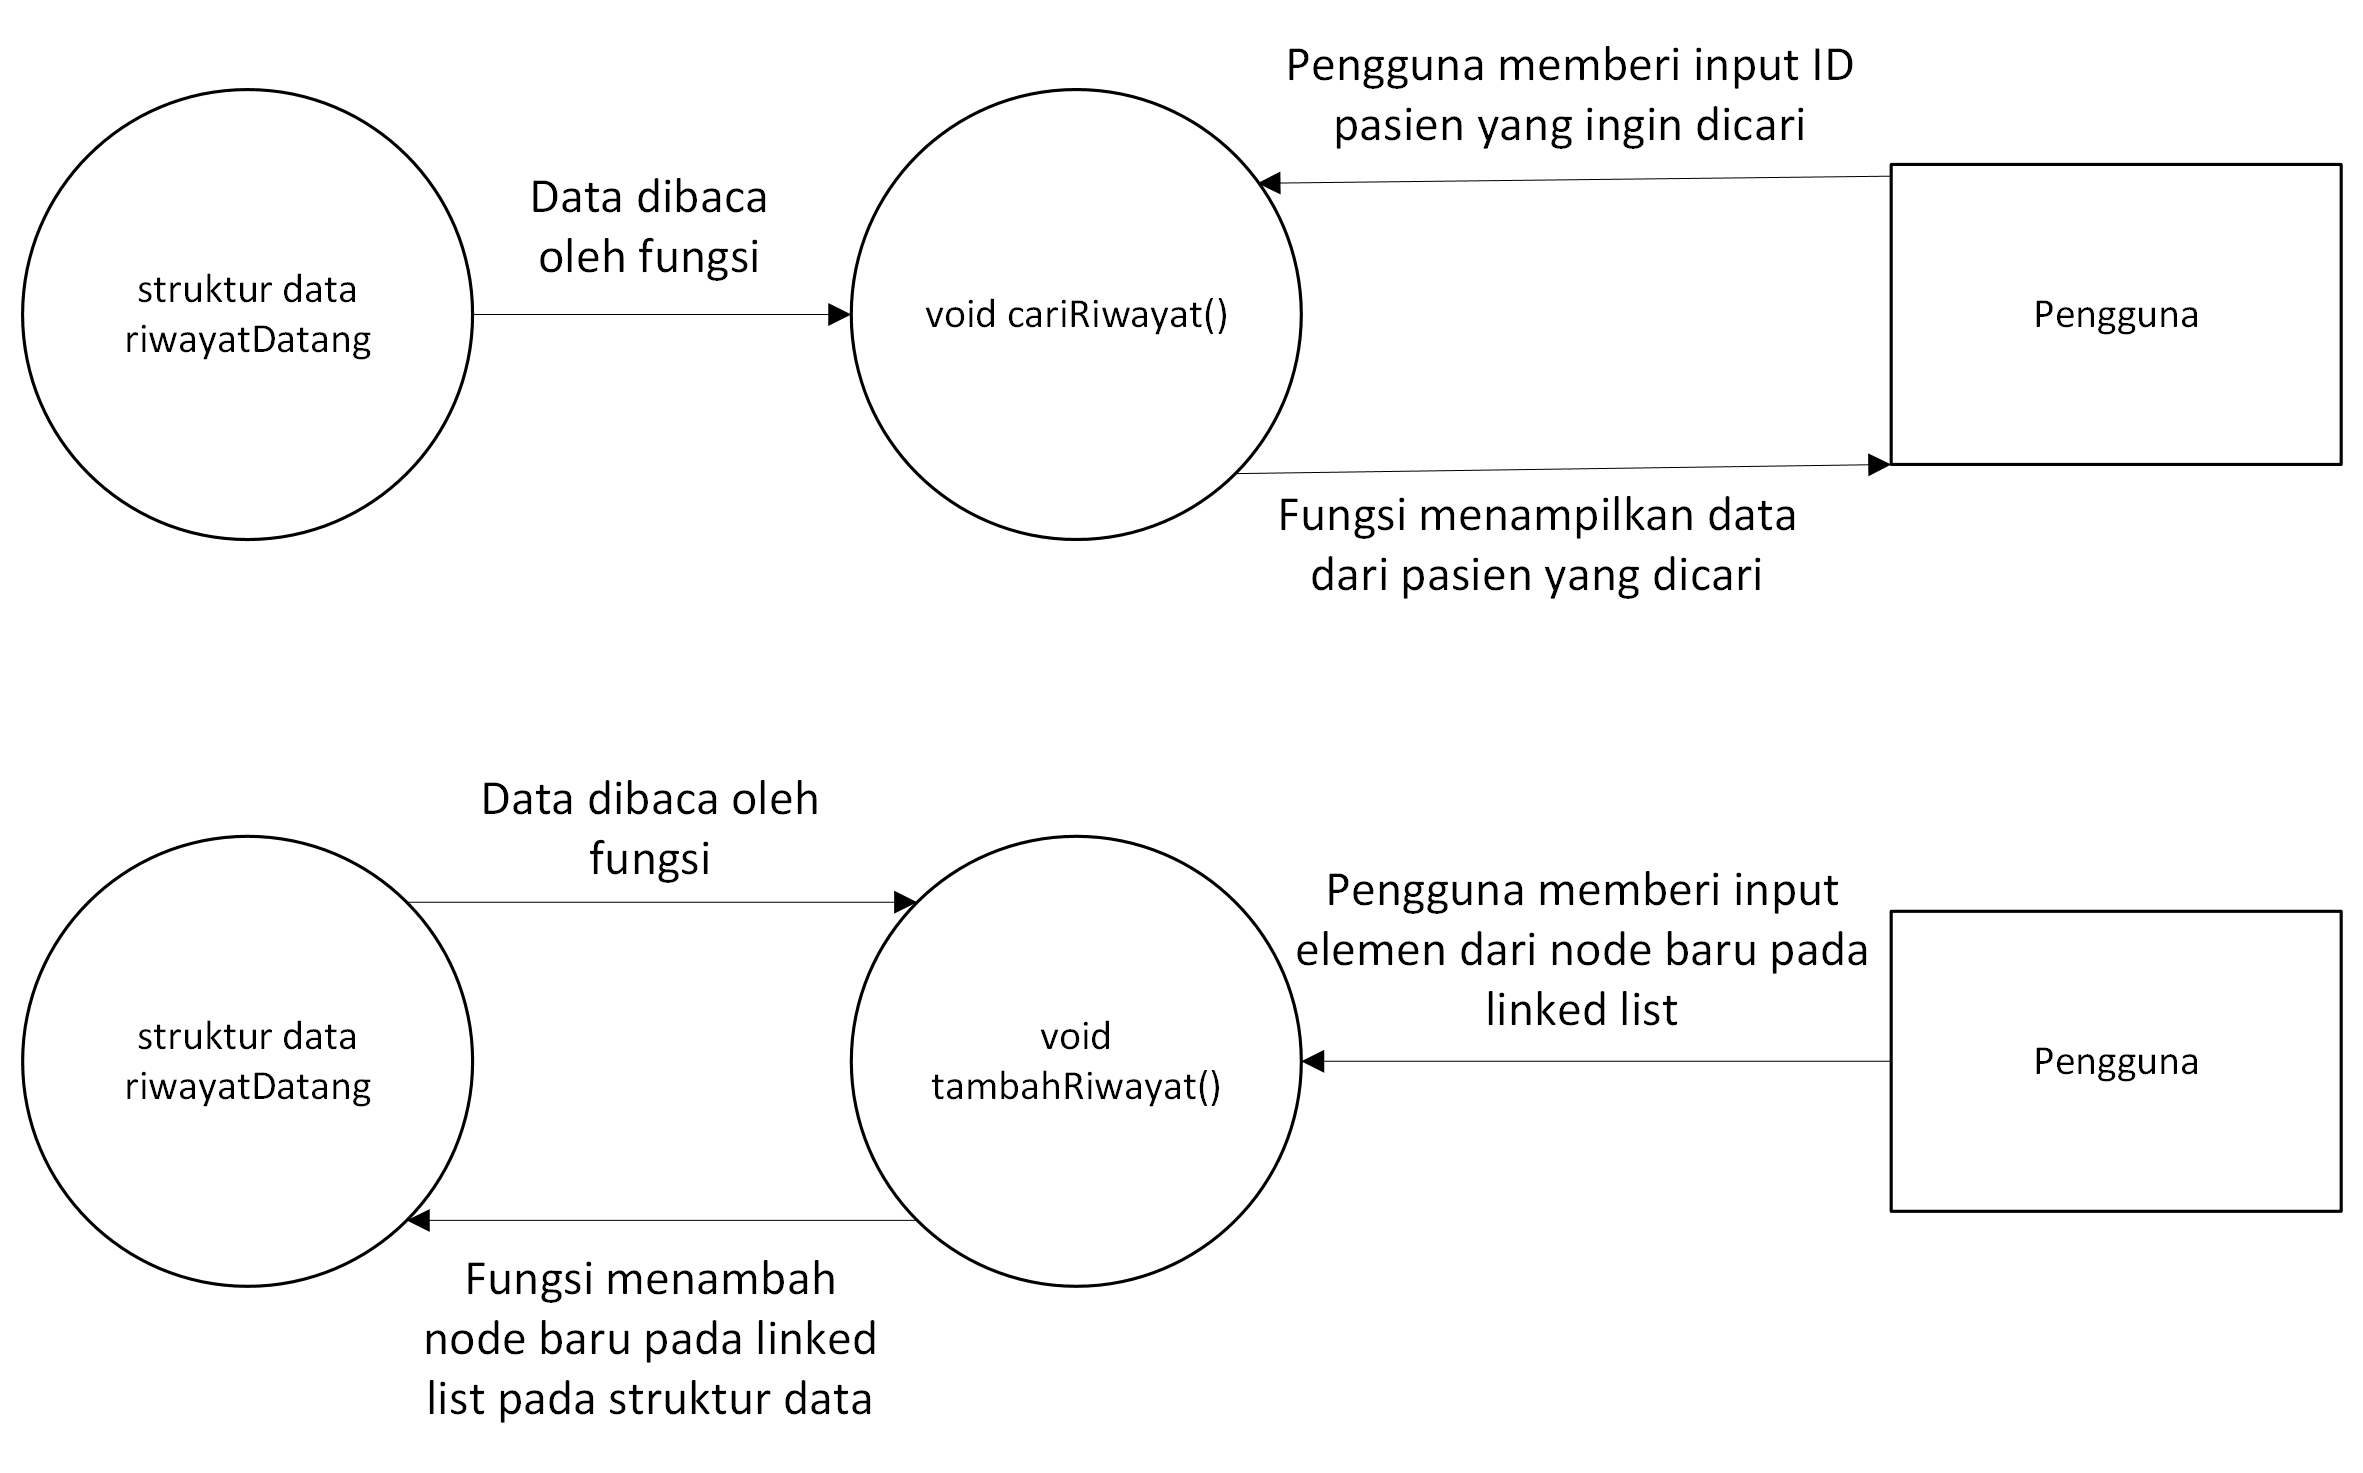 Pengguna memberi input ID
pasien yang ingin dicari
Data dibaca
oleh fungsi
struktur data
riwayatDatang
void cariRiwayat()
Pengguna
Fungsi menampilkan data
dari pasien yang dicari
Data dibaca oleh
fungsi
Pengguna memberi input
elemen dari node baru pada
linked list
struktur data
riwayatDatang
void
tambahRiwayat()
Pengguna
Fungsi menambah
node baru pada linked
list pada struktur data